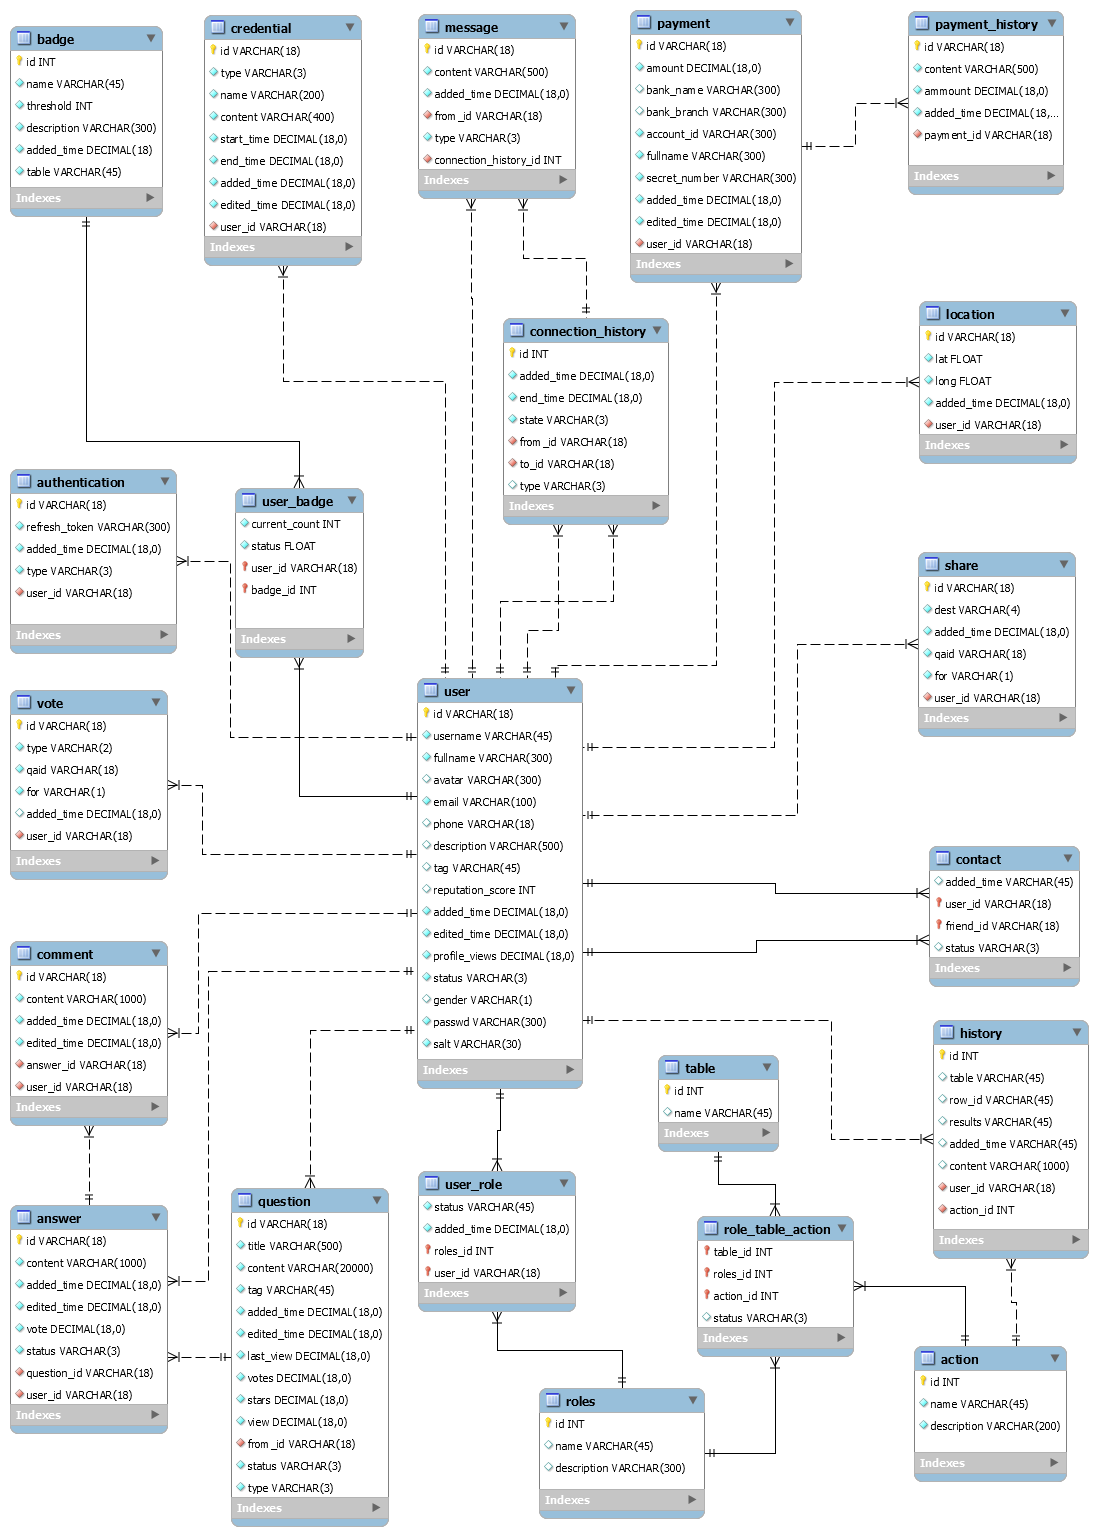 badge
id INT
name VARCHAR(45)
threshold INT
description VARCHAR(300)
added_time DECIMAL(18)
table VARCHAR(45)
Indexes
credential
id VARCHAR(18)
type VARCHAR(3)
name VARCHAR(200)
content VARCHAR(400)
start_time DECIMAL(18,0)
end_time DECIMAL(18,0)
added_time DECIMAL(18,0)
edited_time DECIMAL(18,0)
user_id VARCHAR(18)
Indexes
message
id VARCHAR(18)
content VARCHAR(500)
added_time DECIMAL(18,0)
from_id VARCHAR(18)
type VARCHAR(3)
connection_history_id INT
Indexes
payment
id VARCHAR(18)
amount DECIMAL(18,0)
bank_name VARCHAR(300)
bank_branch VARCHAR(300)
account_id VARCHAR(300)
fullname VARCHAR(300)
secret_number VARCHAR(300)
added_time DECIMAL(18,0)
edited_time DECIMAL(18,0)
user_id VARCHAR(18)
Indexes
payment_history
id VARCHAR(18)
content VARCHAR(500)
ammount DECIMAL(18,0)
added_time DECIMAL(18,...
payment_id VARCHAR(18)
Indexes
connection_history
id INT
added_time DECIMAL(18,0)
end_time DECIMAL(18,0)
state VARCHAR(3)
from_id VARCHAR(18)
to_id VARCHAR(18)
type VARCHAR(3)
Indexes
location
id VARCHAR(18)
lat FLOAT
long FLOAT
added_time DECIMAL(18,0)
user_id VARCHAR(18)
Indexes
authentication
id VARCHAR(18)
refresh_token VARCHAR(300)
added_time DECIMAL(18,0)
type VARCHAR(3)
user_id VARCHAR(18)
Indexes
user_badge
current_count INT
status FLOAT
user_id VARCHAR(18)
badge_id INT
Indexes
share
id VARCHAR(18)
dest VARCHAR(4)
added_time DECIMAL(18,0)
qaid VARCHAR(18)
for VARCHAR(1)
user_id VARCHAR(18)
Indexes
vote
id VARCHAR(18)
type VARCHAR(2)
qaid VARCHAR(18)
for VARCHAR(1)
added_time DECIMAL(18,0)
user_id VARCHAR(18)
Indexes
user
id VARCHAR(18)
username VARCHAR(45)
fullname VARCHAR(300)
avatar VARCHAR(300)
email VARCHAR(100)
phone VARCHAR(18)
description VARCHAR(500)
tag VARCHAR(45)
reputation_score INT
added_time DECIMAL(18,0)
edited_time DECIMAL(18,0)
profile_views DECIMAL(18,0)
status VARCHAR(3)
gender VARCHAR(1)
passwd VARCHAR(300)
salt VARCHAR(30)
Indexes
contact
added_time VARCHAR(45)
user_id VARCHAR(18)
friend_id VARCHAR(18)
status VARCHAR(3)
Indexes
comment
id VARCHAR(18)
content VARCHAR(1000)
added_time DECIMAL(18,0)
edited_time DECIMAL(18,0)
answer_id VARCHAR(18)
user_id VARCHAR(18)
Indexes
history
id INT
table VARCHAR(45)
row_id VARCHAR(45)
results VARCHAR(45)
added_time VARCHAR(45)
content VARCHAR(1000)
user_id VARCHAR(18)
action_id INT
Indexes
table
id INT
name VARCHAR(45)
Indexes
answer
id VARCHAR(18)
content VARCHAR(1000)
added_time DECIMAL(18,0)
edited_time DECIMAL(18,0)
vote DECIMAL(18,0)
status VARCHAR(3)
question_id VARCHAR(18)
user_id VARCHAR(18)
Indexes
question
id VARCHAR(18)
title VARCHAR(500)
content VARCHAR(20000)
tag VARCHAR(45)
added_time DECIMAL(18,0)
edited_time DECIMAL(18,0)
last_view DECIMAL(18,0)
votes DECIMAL(18,0)
stars DECIMAL(18,0)
view DECIMAL(18,0)
from_id VARCHAR(18)
status VARCHAR(3)
type VARCHAR(3)
Indexes
user_role
status VARCHAR(45)
added_time DECIMAL(18,0)
roles_id INT
user_id VARCHAR(18)
Indexes
role_table_action
table_id INT
roles_id INT
action_id INT
status VARCHAR(3)
Indexes
roles
id INT
name VARCHAR(45)
description VARCHAR(300)
Indexes
action
id INT
name VARCHAR(45)
description VARCHAR(200)
Indexes